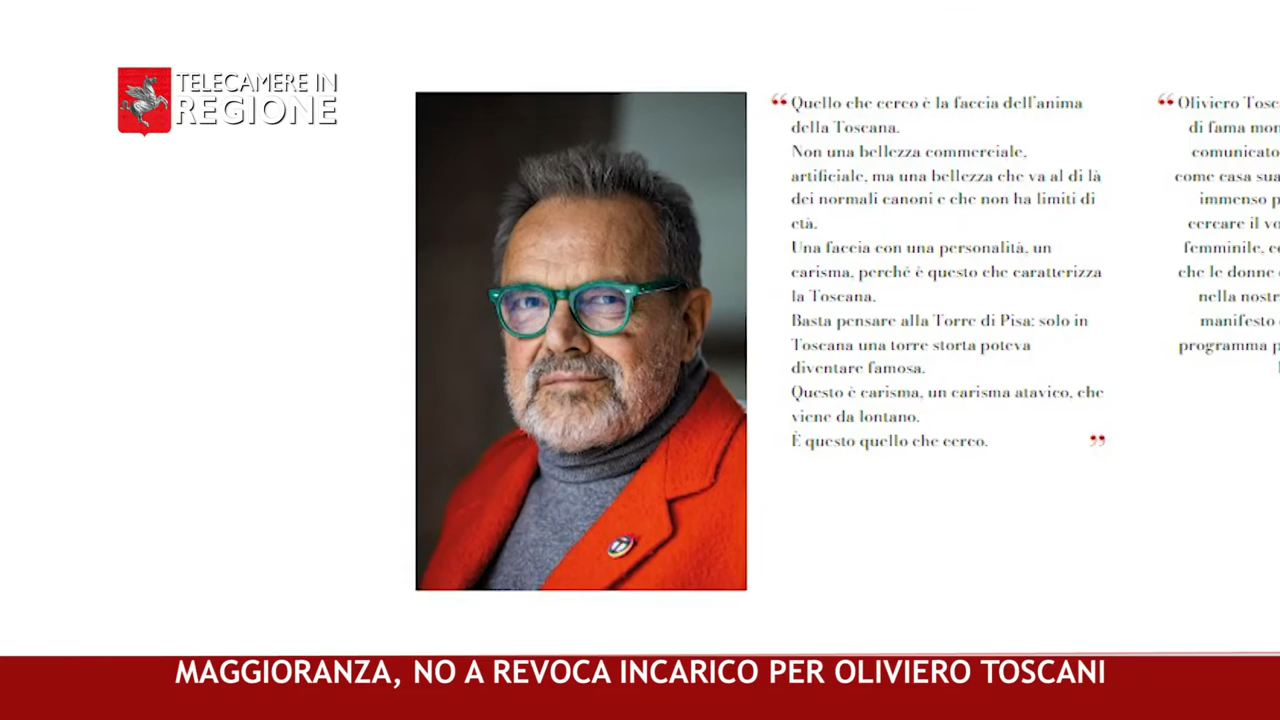 TELECAMERE IN
REGIONE
“ Quello che cerco è la faccia dell'anima
della Toscana.
Non una bellezza commerciale,
artificiale, ma una bellezza che va al di là
dei normali canoni e che non ha limiti di
età.
Una faccia con una personalità, un
carisma, perché è questo che caratterizza
la Toscana.
Basta pensare alla Torre di Pisa: solo in
Toscana una torre storta poteva
diventare famosa.
Questo è carisma, un carisma atavico, che
viene da lontano.
È questo quello che cerco. ”
“ Oliviero
di fama
come casa sua
immenso
cercare il
femminile,
che le donne
nella
manifesto
programma
MAGGIORANZA, NO A REVOCA INCARICO PER OLIVIERO TOSCANI